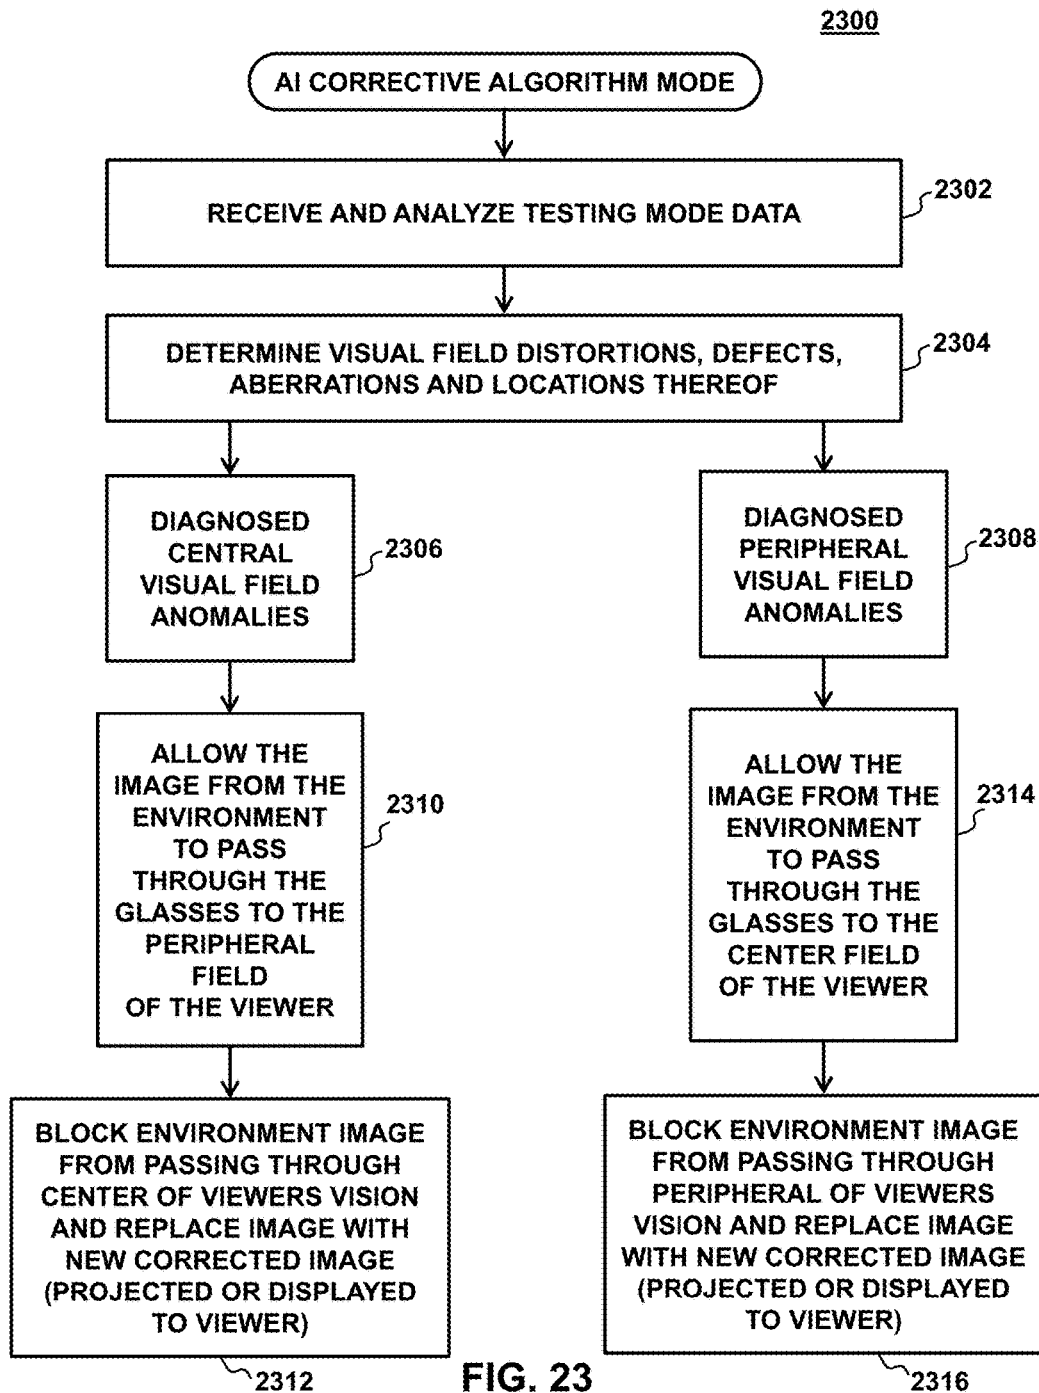 2300
AI CORRECTIVE ALGORITHM MODE
RECEIVE AND ANALYZE TESTING MODE DATA
2302
DETERMINE VISUAL FIELD DISTORTIONS, DEFECTS,
ABERRATIONS AND LOCATIONS THEREOF
2304
DIAGNOSED
CENTRAL
VISUAL FIELD
ANOMALIES
2306
DIAGNOSED
PERIPHERAL
VISUAL FIELD
ANOMALIES
2308
ALLOW THE
IMAGE FROM THE
ENVIRONMENT
TO PASS
THROUGH THE
GLASSES TO THE
PERIPHERAL
FIELD
OF THE VIEWER
2310
ALLOW THE
IMAGE FROM THE
ENVIRONMENT
TO PASS
THROUGH THE
GLASSES TO THE
CENTER FIELD
OF THE VIEWER
2314
BLOCK ENVIRONMENT IMAGE
FROM PASSING THROUGH
CENTER OF VIEWERS VISION
AND REPLACE IMAGE WITH
NEW CORRECTED IMAGE
(PROJECTED OR DISPLAYED
TO VIEWER)
2312
BLOCK ENVIRONMENT IMAGE
FROM PASSING THROUGH
PERIPHERAL OF VIEWERS
VISION AND REPLACE IMAGE
WITH NEW CORRECTED IMAGE
(PROJECTED OR DISPLAYED
TO VIEWER)
2316
FIG. 23